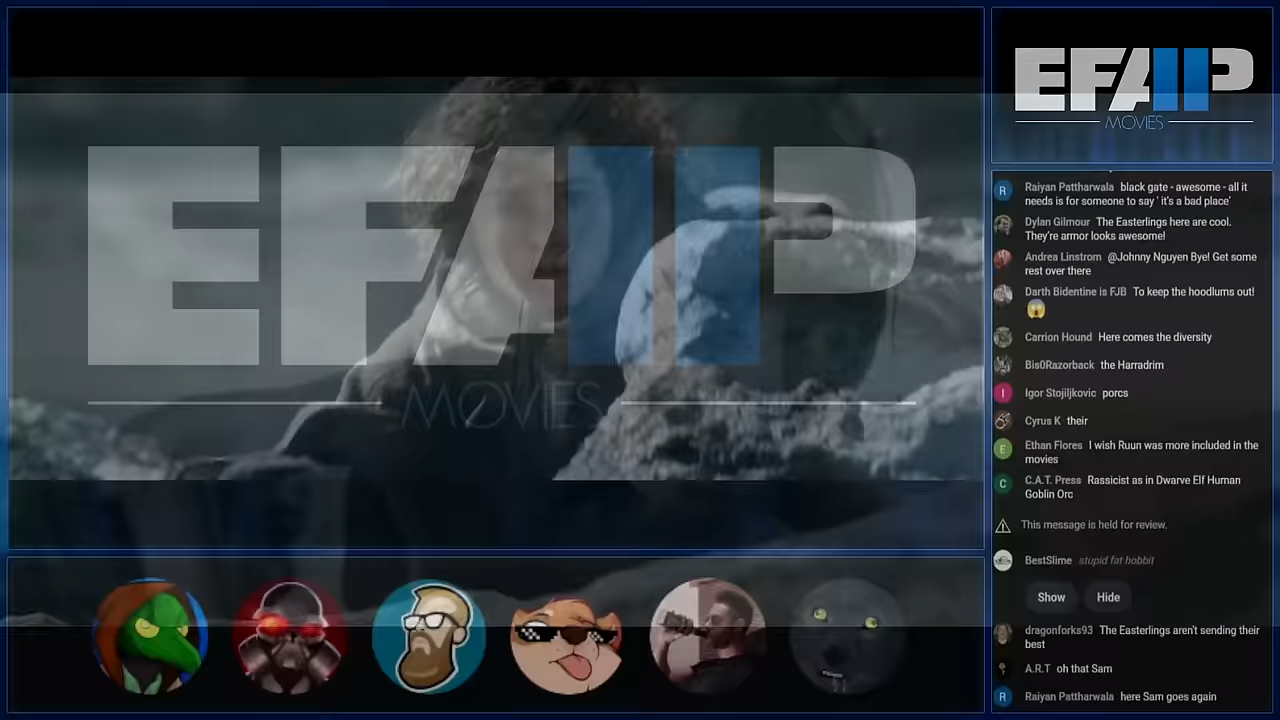 EFAP
MOVIES
EFAP
MOVIES
Raiyan Pattharwala black gate - awesome - all it
needs is for someone to say ' it's a bad place'
Dylan Gilmour The Easterlings here are cool.
They're armor looks awesome!
Andrea Linstrom @Johnny Nguyen Bye! Get some
rest over there
Darth Bidentine is FJB To keep the hoodlums out!
😱
Carrion Hound Here comes the diversity
Bis0Razorback the Harradrim
I Igor Stojiljkovic porcs
Cyrus K their
E Ethan Flores I wish Ruun was more included in the
movies
C C.A.T. Press Rassicist as in Dwarve Elf Human
Goblin Orc
This message is held for review.
BestSlime stupid fat hobbit
Show Hide
dragonforks93 The Easterlings aren't sending their
best
A.R.T oh that Sam
R Raiyan Pattharwala here Sam goes again